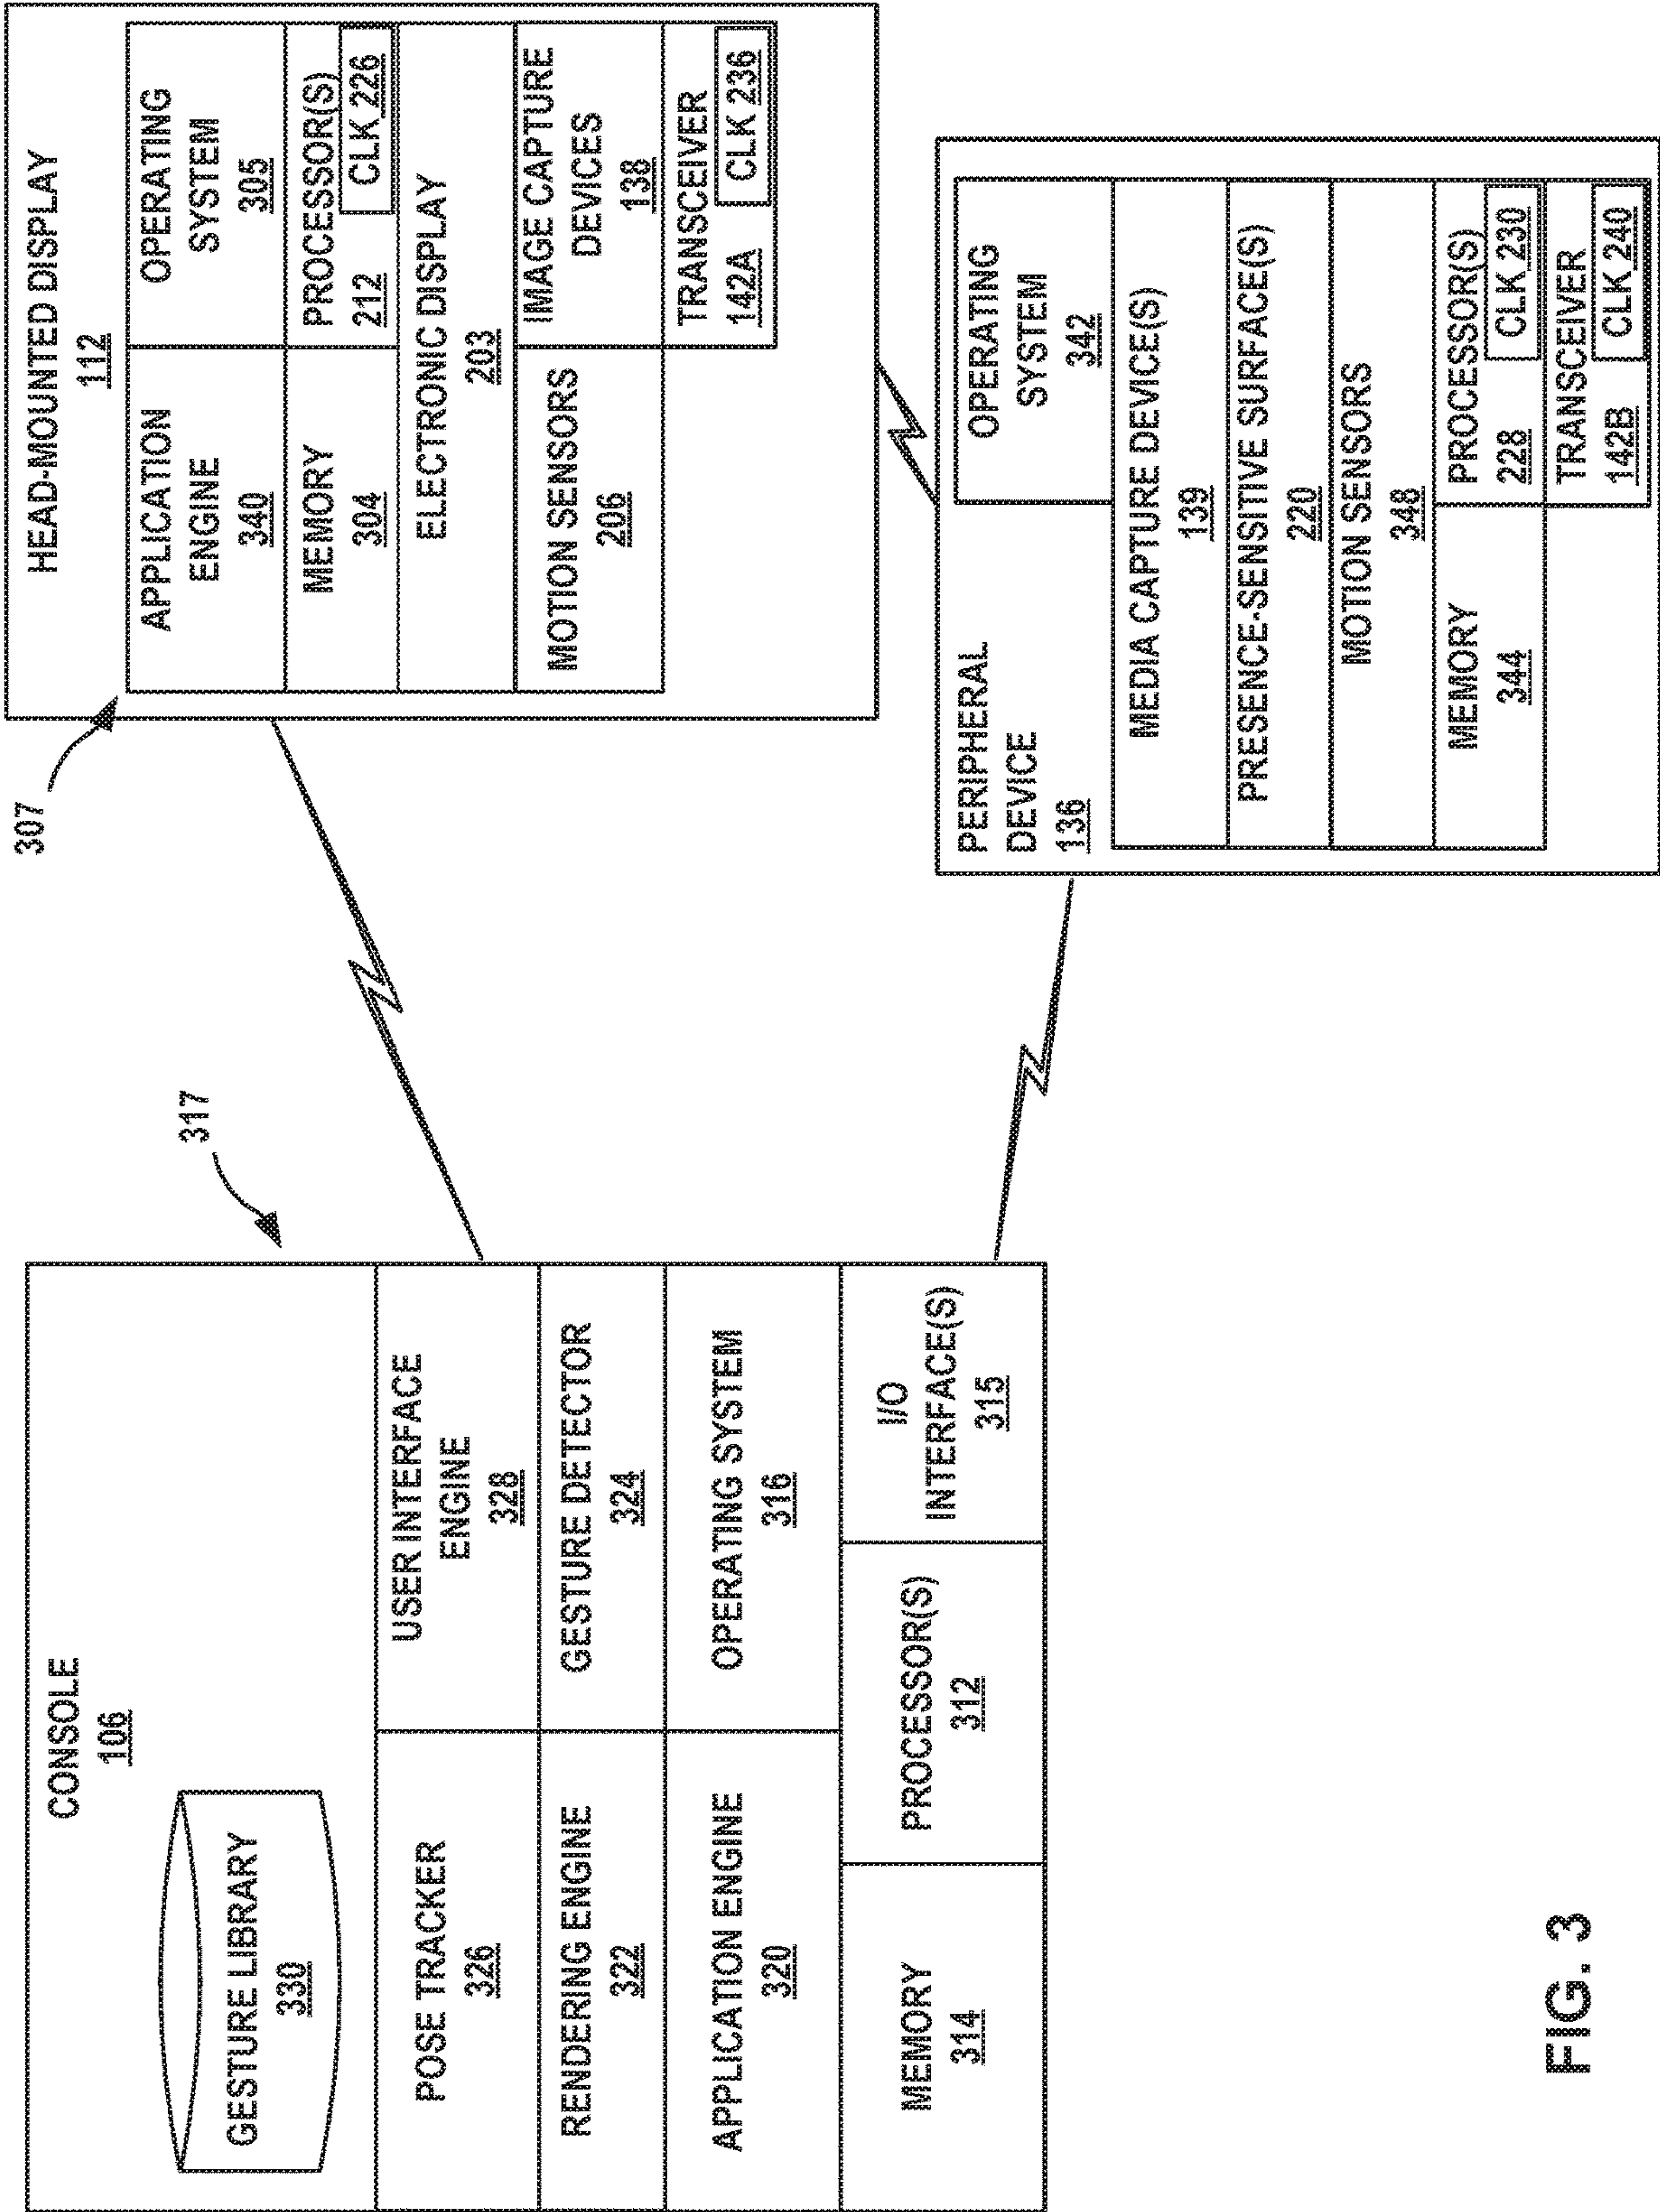 CONSOLE
106
GESTURE LIBRARY
330
POSE TRACKER
326
USER INTERFACE
ENGINE
328
RENDERING ENGINE
322
GESTURE DETECTOR
324
APPLICATION ENGINE
320
OPERATING SYSTEM
316
MEMORY
314
PROCESSOR(S)
312
I/O
INTERFACE(S)
315
317
307
HEAD-MOUNTED DISPLAY
112
APPLICATION
ENGINE
340
OPERATING
SYSTEM
305
MEMORY
304
PROCESSOR(S)
212
CLK 226
ELECTRONIC DISPLAY
203
MOTION SENSORS
206
IMAGE CAPTURE
DEVICES
138
TRANSCEIVER
142A
CLK 236
PERIPHERAL
DEVICE
136
OPERATING
SYSTEM
342
MEDIA CAPTURE DEVICE(S)
139
PRESENCE-SENSITIVE SURFACE(S)
220
MOTION SENSORS
348
MEMORY
344
PROCESSOR(S)
228
CLK 230
TRANSCEIVER
142B
CLK 240
FIG. 3